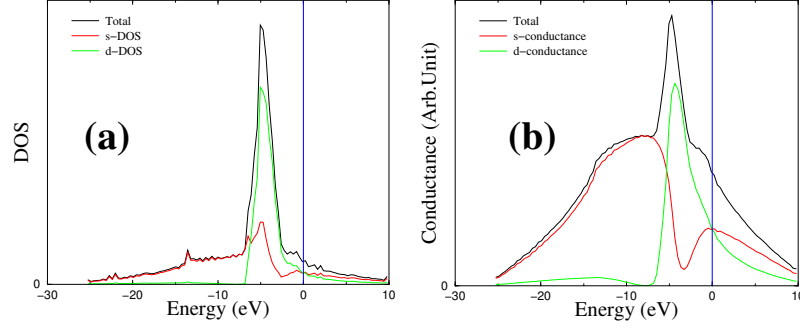 Total
s−DOS
d−DOS
(a)
DOS
0
−30 −20 −10 0 10
Energy (eV)
Total
s−conductance
d−conductance
(b)
Conductance (Arb.Unit)
0
−30 −20 −10 0 10
Energy (eV)